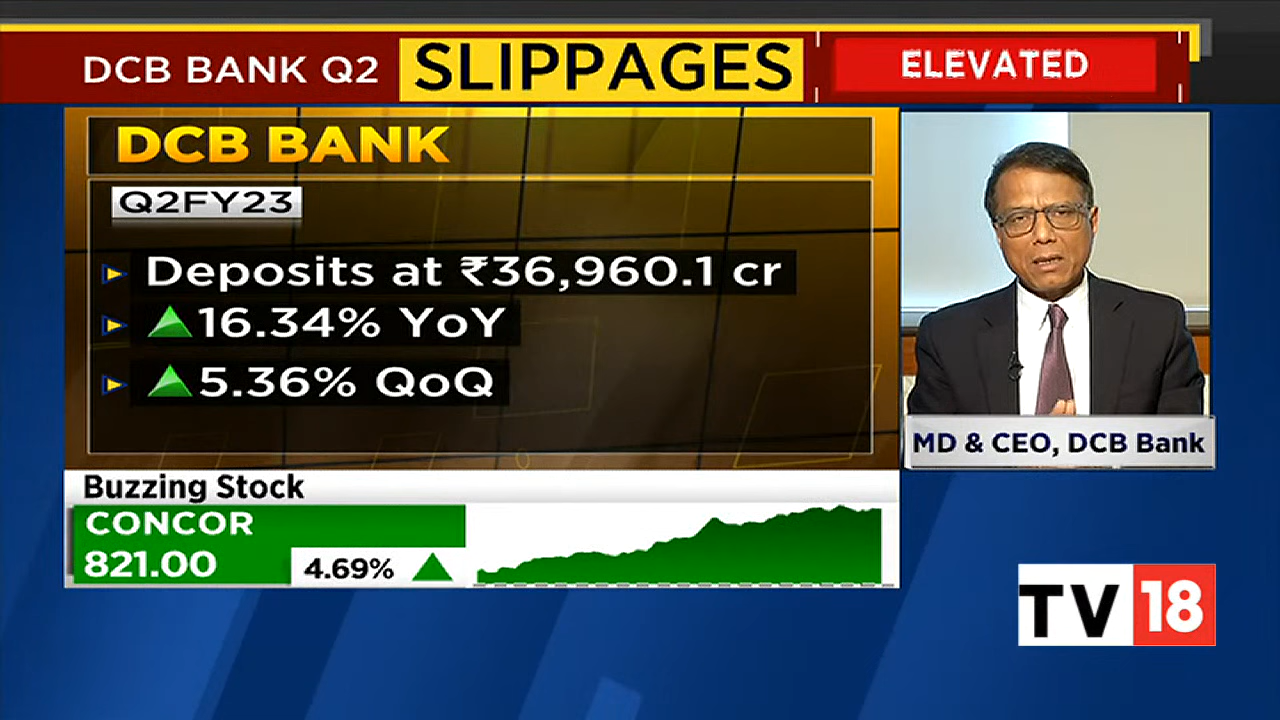 DCB BANK Q2 SLIPPAGES ELEVATED
DCB BANK
Q2FY23
Deposits at ₹36,960.1 cr
16.34% YoY
5.36% QoQ
MD & CEO, DCB Bank
Buzzing Stock
CONCOR
821.00
4.69%
TV18